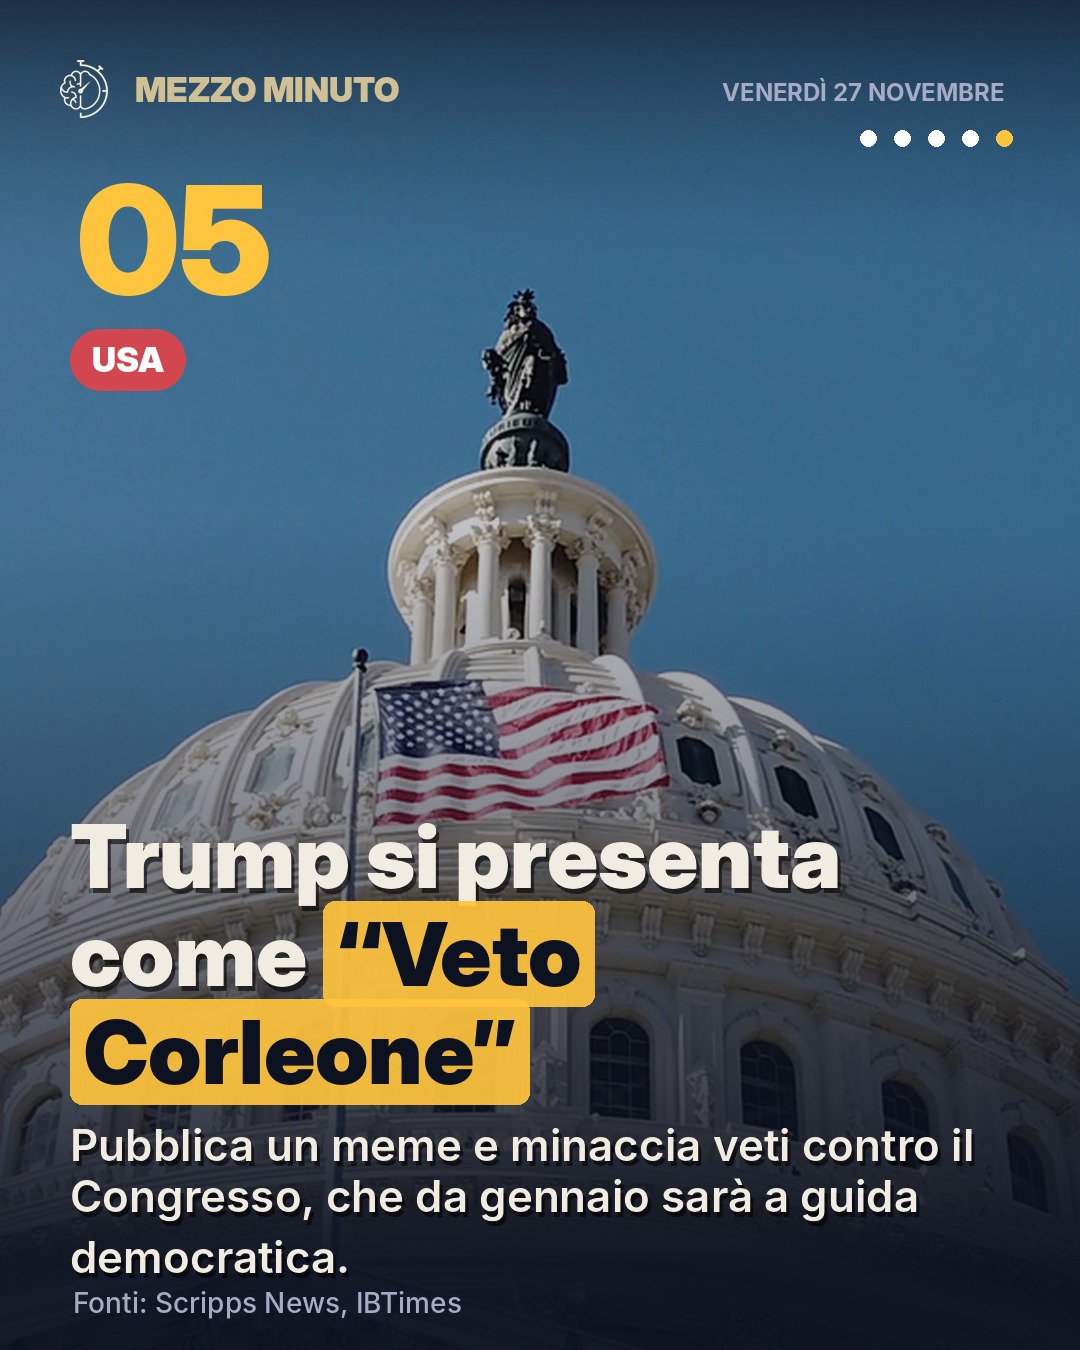 MEZZO MINUTO
VENERDÌ 27 NOVEMBRE
05
USA
Trump si presenta
come “Veto
Corleone”
Pubblica un meme e minaccia veti contro il
Congresso, che da gennaio sarà a guida
democratica.
Fonti: Scripps News, IBTimes